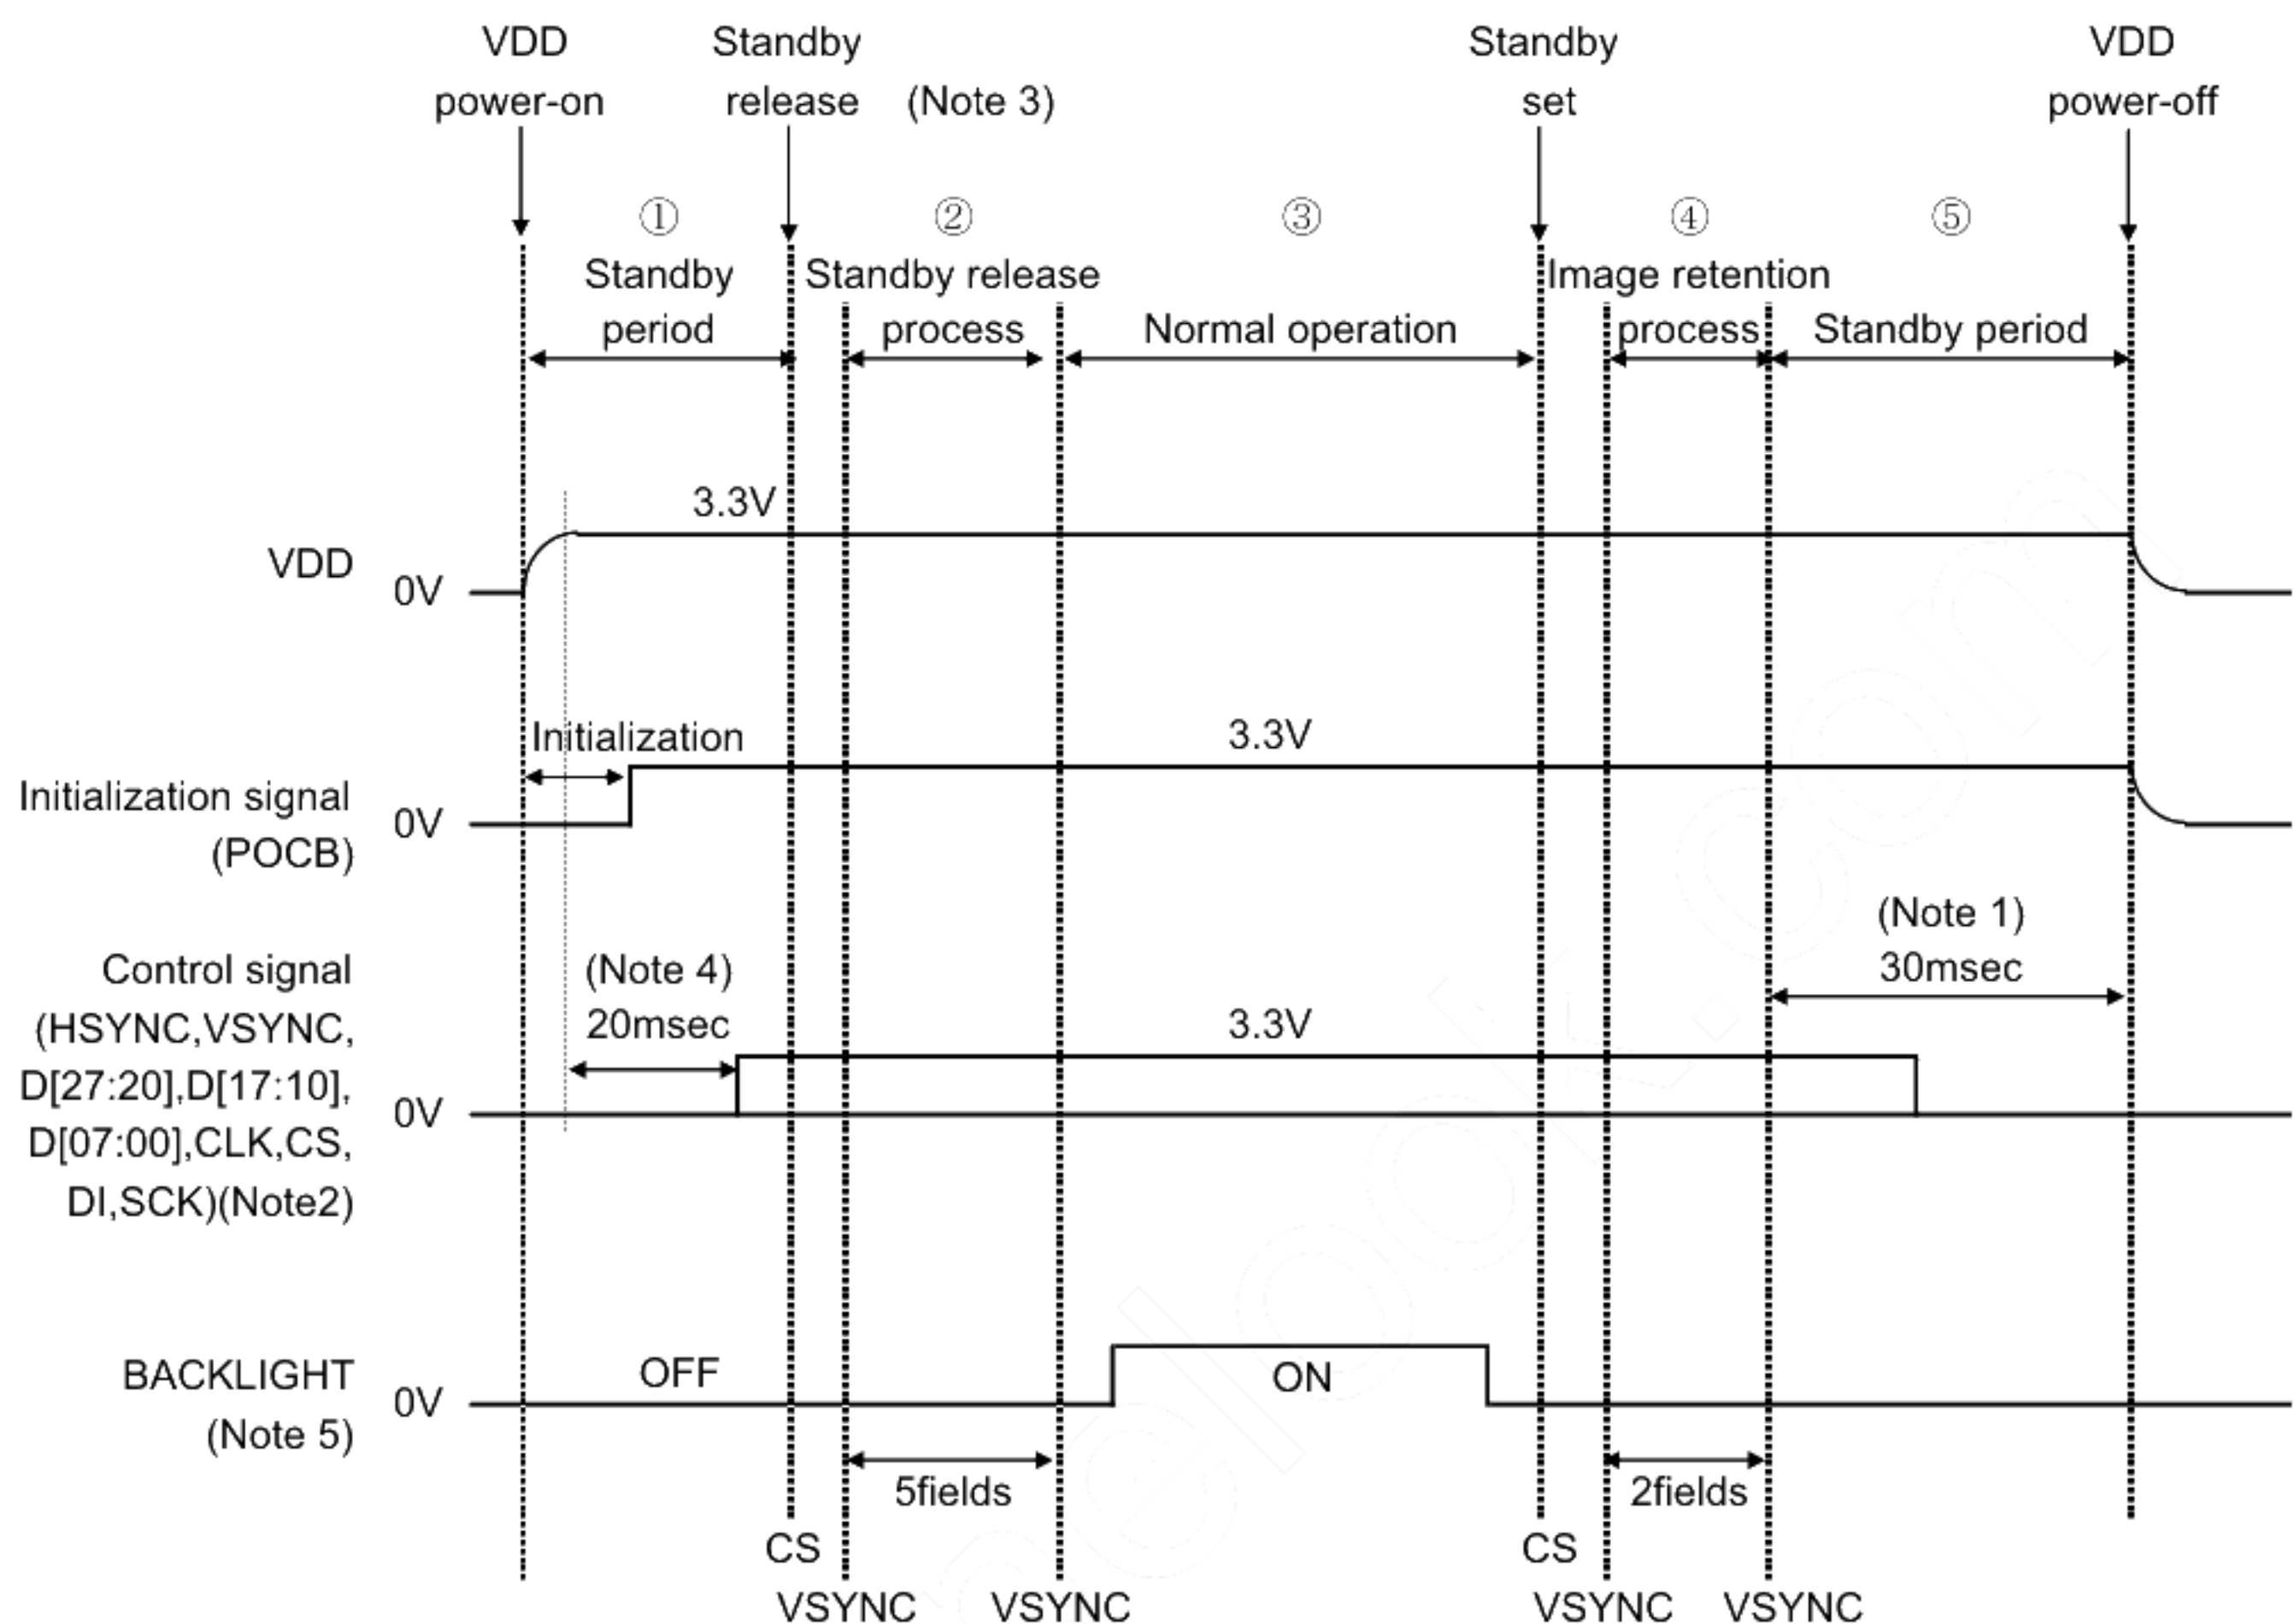 VDD
power-on
Standby
release
(Note 3)
Standby
set
VDD
power-off
①
②
③
④
⑤
Standby
period
Standby release
process
Normal operation
Image retention
process
Standby period
3.3V
VDD
0V
Initialization
3.3V
Initialization signal
(POCB)
0V
(Note 1)
30msec
Control signal
(HSYNC,VSYNC,
D[27:20],D[17:10],
D[07:00],CLK,CS,
DI,SCK)(Note2)
(Note 4)
20msec
3.3V
0V
BACKLIGHT
(Note 5)
0V
OFF
ON
5fields
2fields
CS
CS
VSYNC
VSYNC
VSYNC
VSYNC